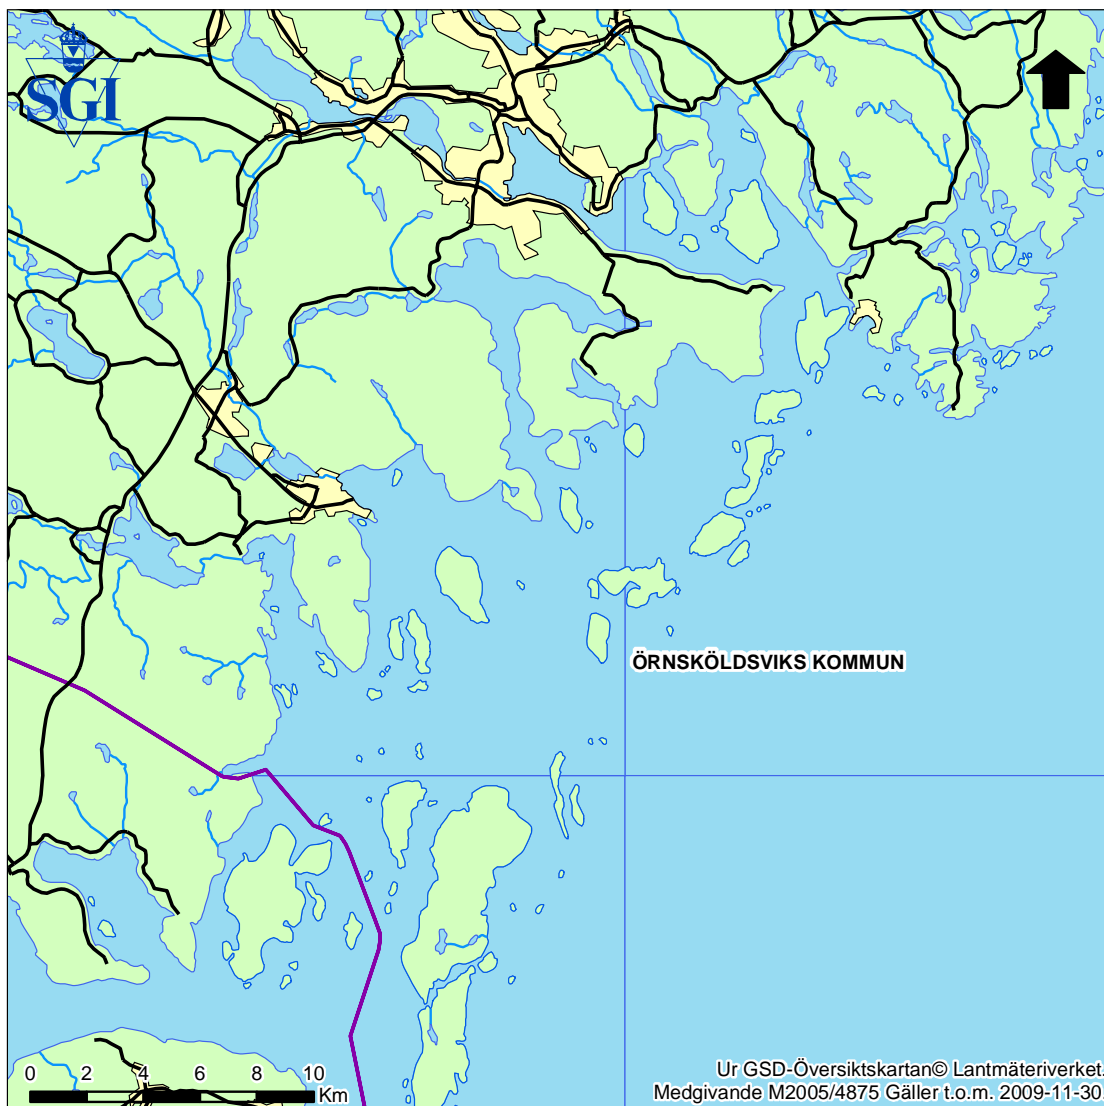 SGI
ÖRNSKÖLDSVIKS KOMMUN
0 2 4 6 8 10
Km
Ur GSD-Översiktskartan© Lantmäteriverket.
Medgivande M2005/4875 Gäller t.o.m. 2009-11-30